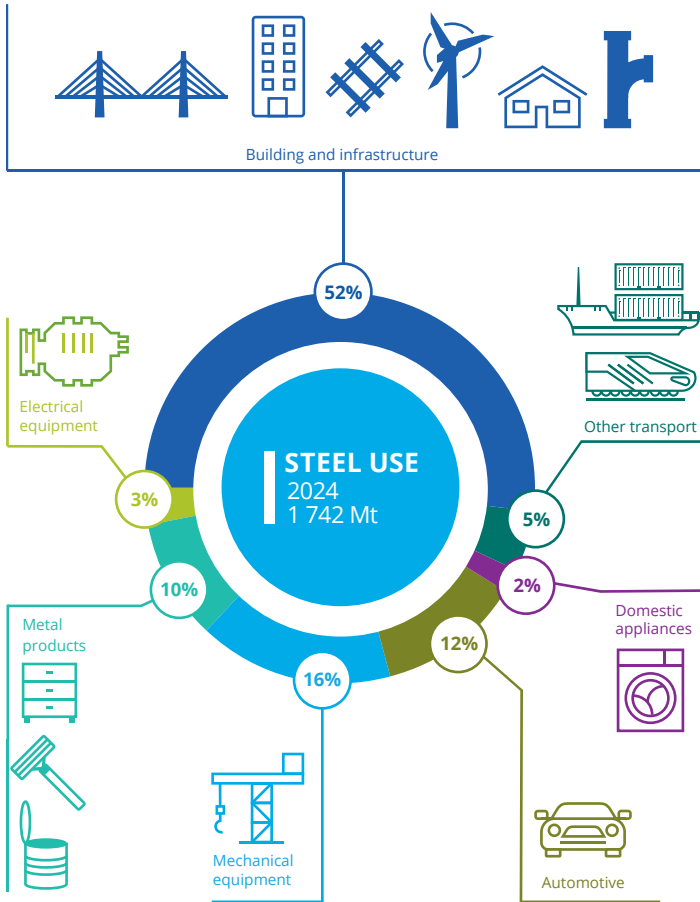 Building and infrastructure
52%
Electrical
equipment
3%
Other transport
5%
STEEL USE
2024
1 742 Mt
10%
Metal
products
2%
Domestic
appliances
12%
16%
Mechanical
equipment
Automotive